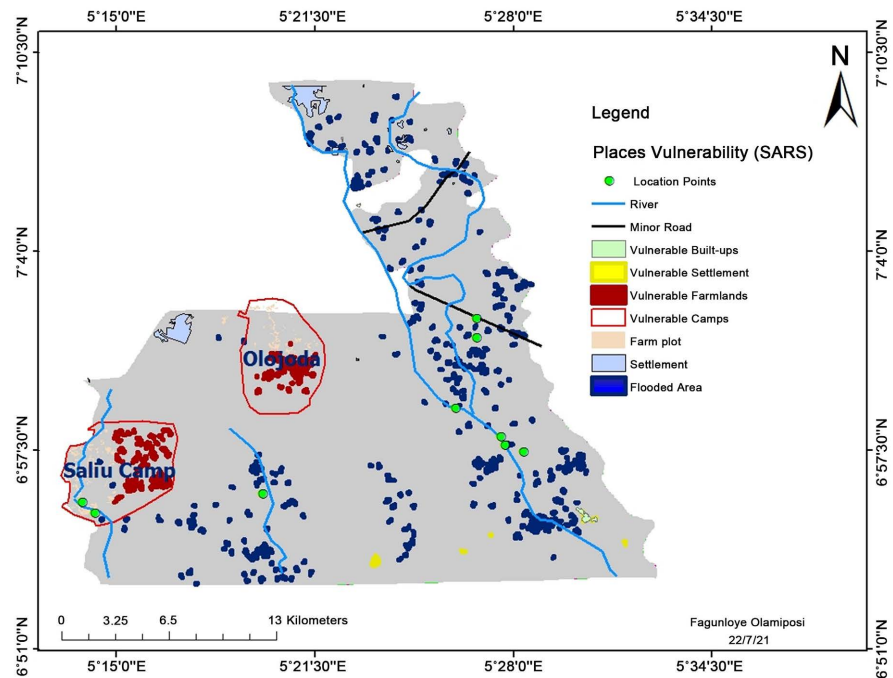 5°15'0"E 5°21'30"E 5°28'0"E 5°34'30"E
7°10'30"N 7°10'30"N
N
Legend
Places Vulnerability (SARS)
Location Points
River
Minor Road
7°4'0"N 7°4'0"N
Vulnerable Built-ups
Vulnerable Settlement
Vulnerable Farmlands
Vulnerable Camps
Farm plot
Settlement
Flooded Area
Olojoda
6°57'30"N 6°57'30"N
Saliu Camp
0 3.25 6.5 13 Kilometers
Fagunloye Olamiposi
22/7/21
6°51'0"N 6°51'0"N
5°15'0"E 5°21'30"E 5°28'0"E 5°34'30"E